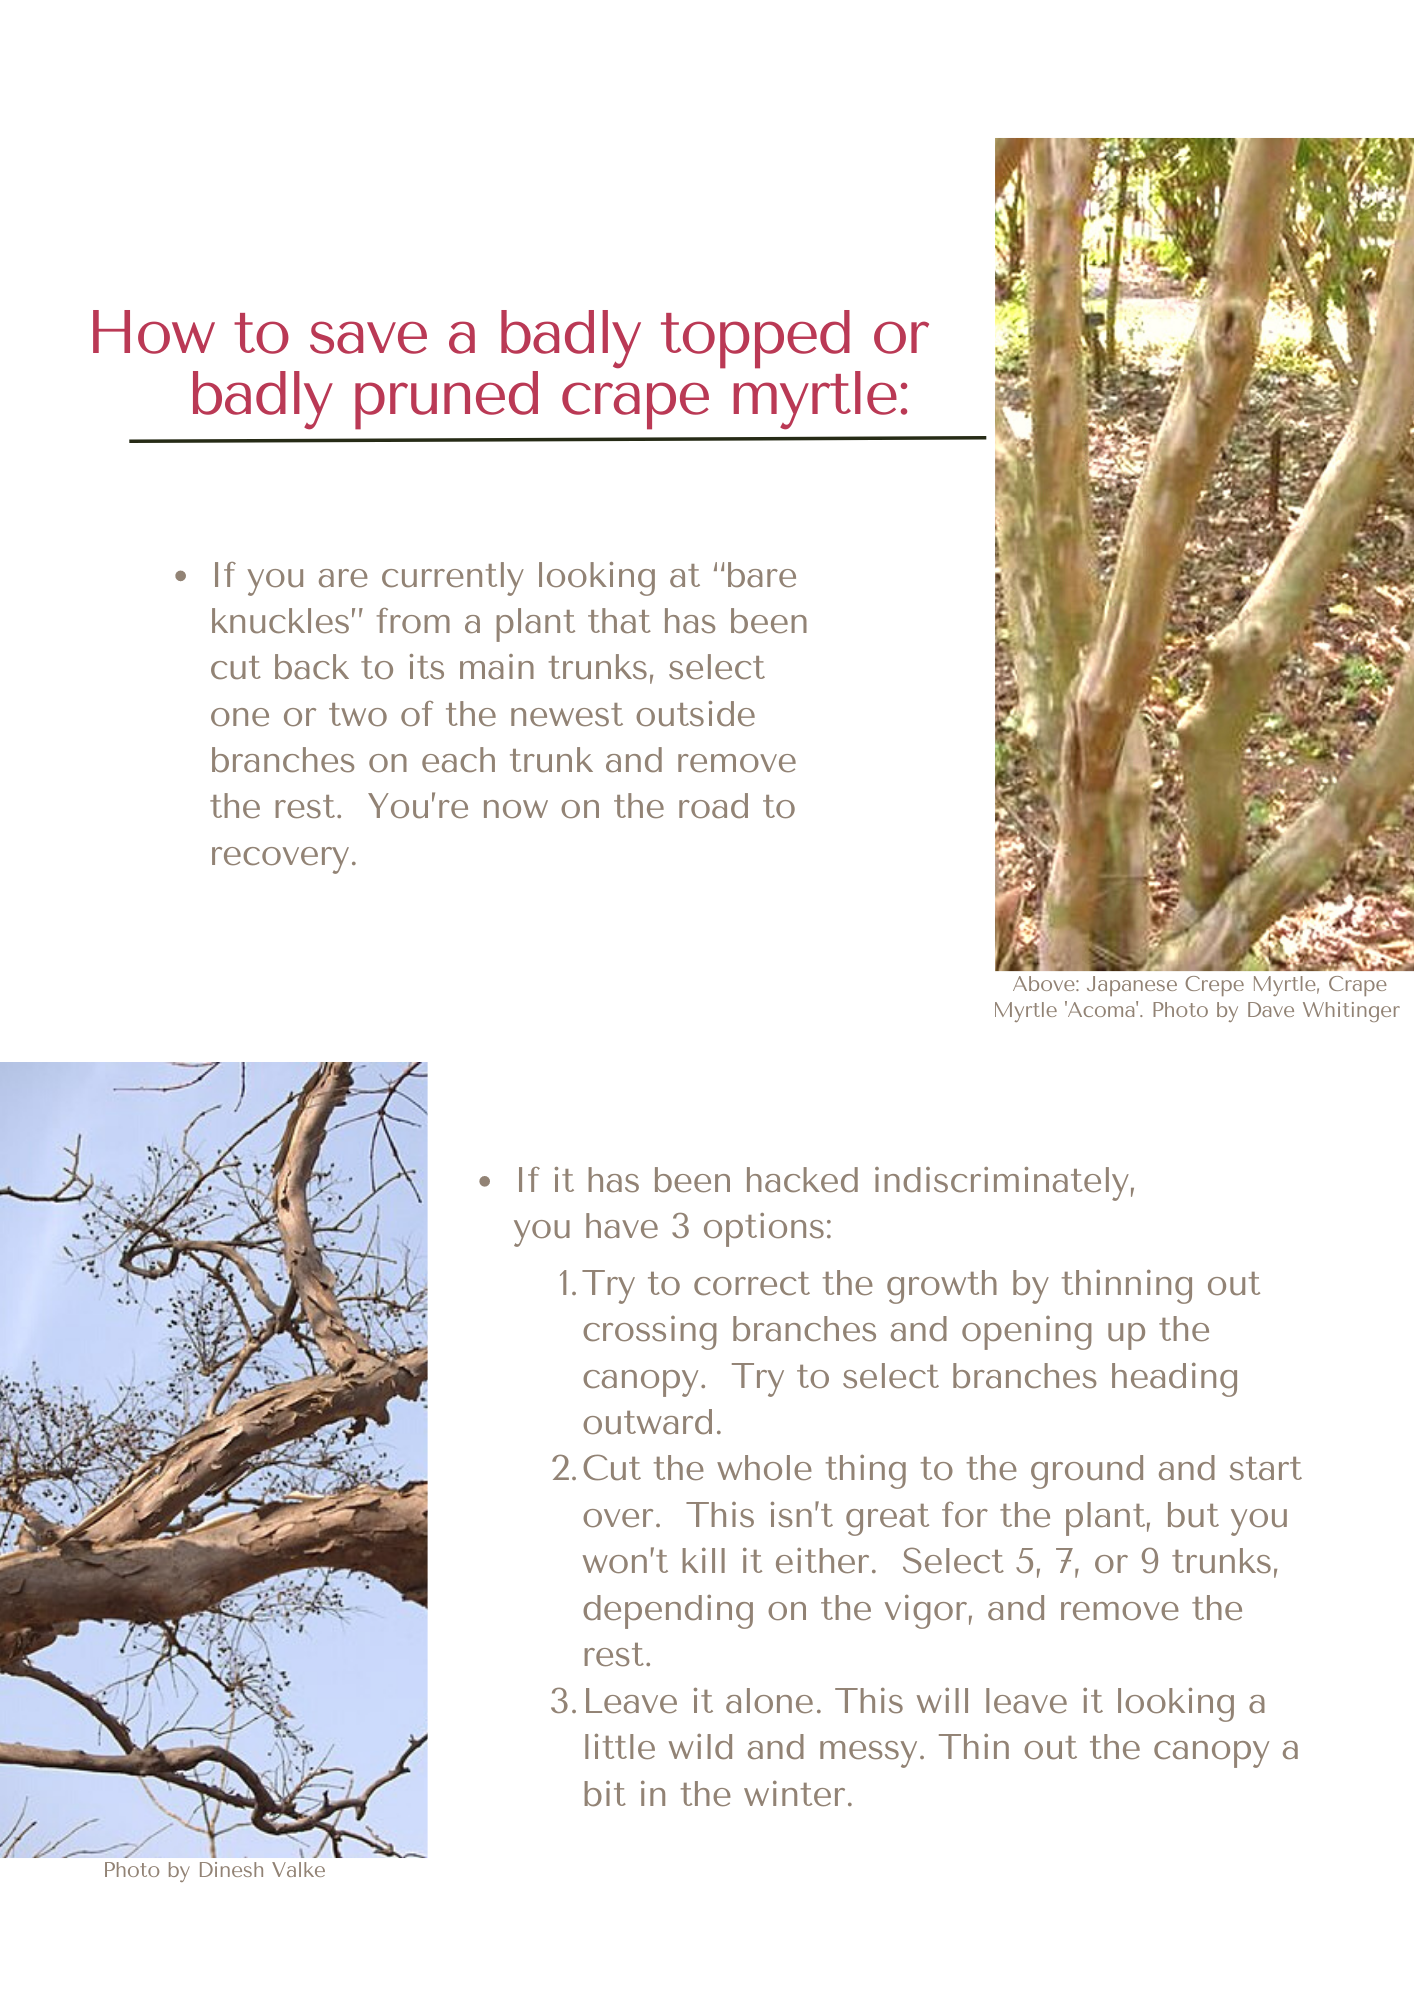 How to save a badly topped or
badly pruned crape myrtle:
• If you are currently looking at “bare
knuckles” from a plant that has been
cut back to its main trunks, select
one or two of the newest outside
branches on each trunk and remove
the rest.  You're now on the road to
recovery.
Above: Japanese Crepe Myrtle, Crape
Myrtle 'Acoma'. Photo by Dave Whitinger
• If it has been hacked indiscriminately,
you have 3 options:
1. Try to correct the growth by thinning out
crossing branches and opening up the
canopy.  Try to select branches heading
outward.
2. Cut the whole thing to the ground and start
over.  This isn't great for the plant, but you
won't kill it either.  Select 5, 7, or 9 trunks,
depending on the vigor, and remove the
rest.
3. Leave it alone. This will leave it looking a
little wild and messy. Thin out the canopy a
bit in the winter.
Photo by Dinesh Valke